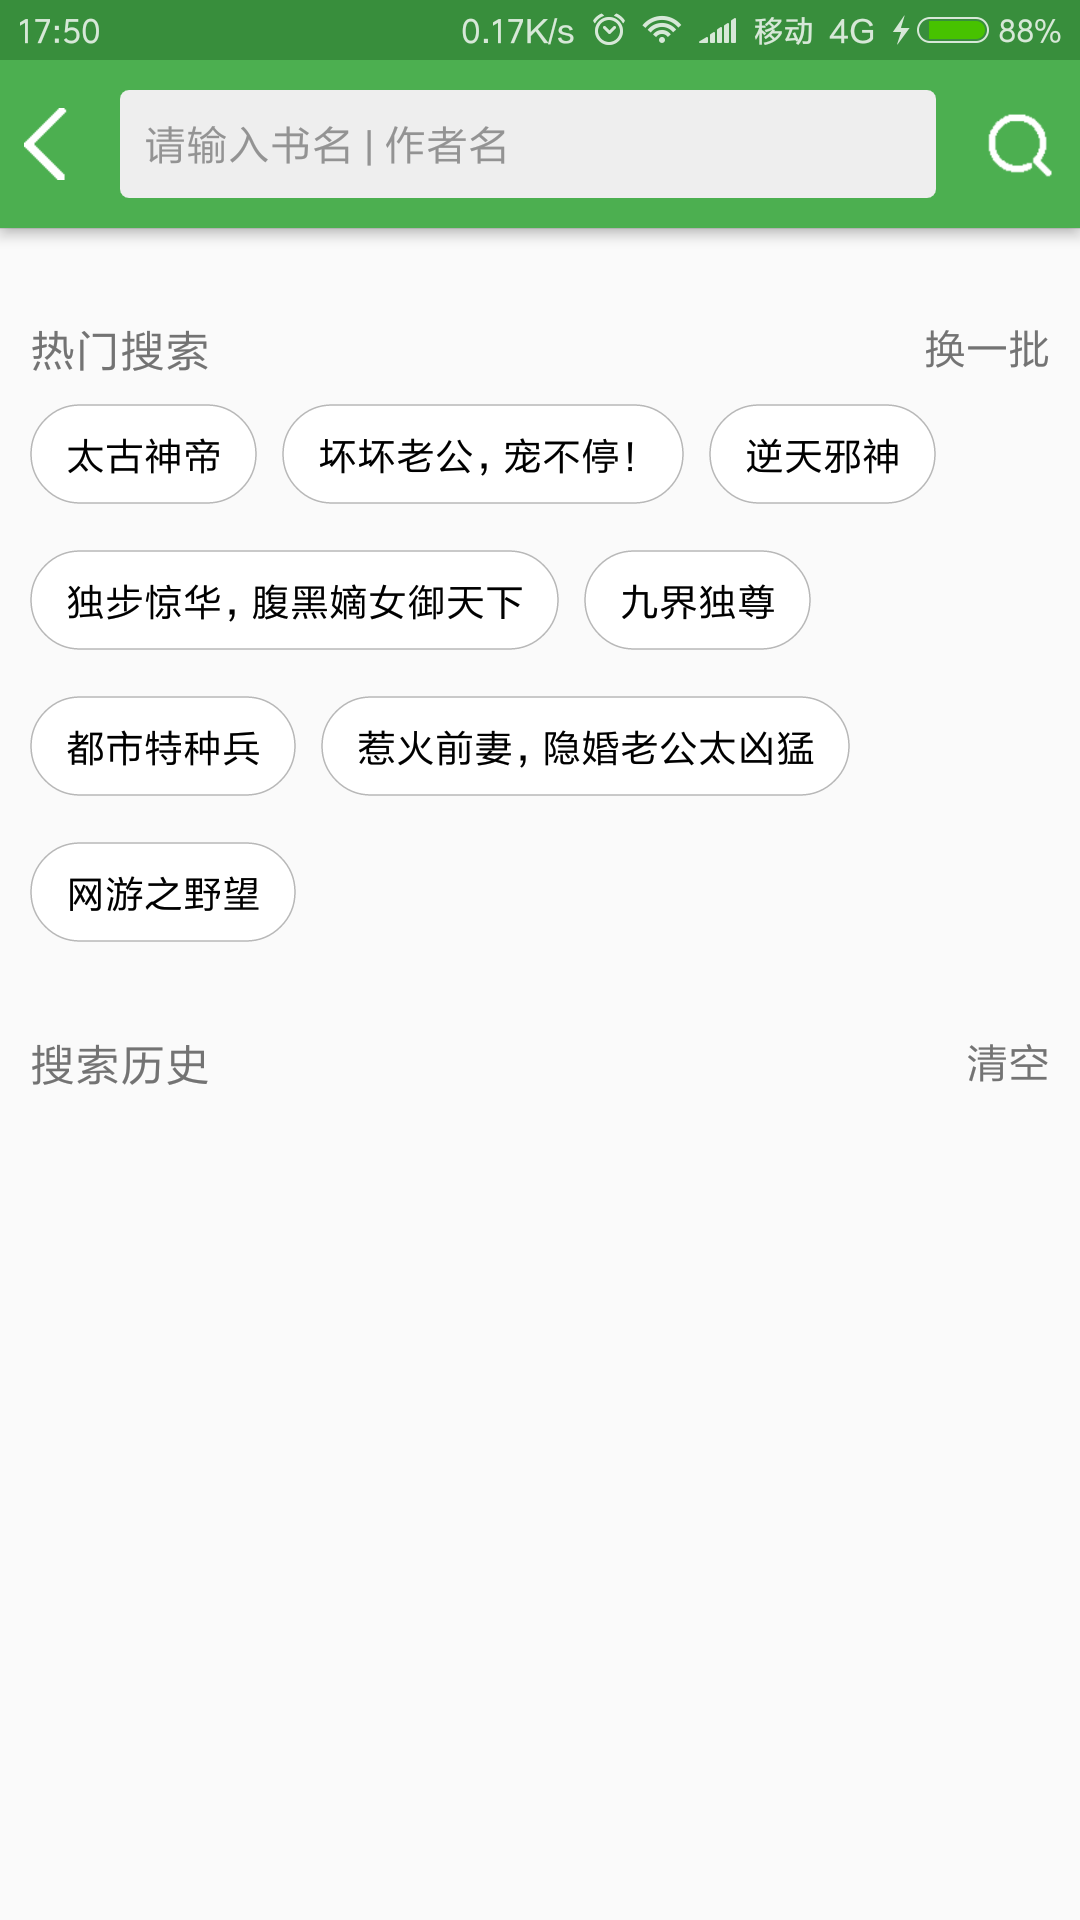 17:50 0.17K/s 移动 4G 88%
请输入书名 | 作者名
热门搜索 换一批
太古神帝 坏坏老公，宠不停！ 逆天邪神
独步惊华，腹黑嫡女御天下 九界独尊
都市特种兵 惹火前妻，隐婚老公太凶猛
网游之野望
搜索历史 清空